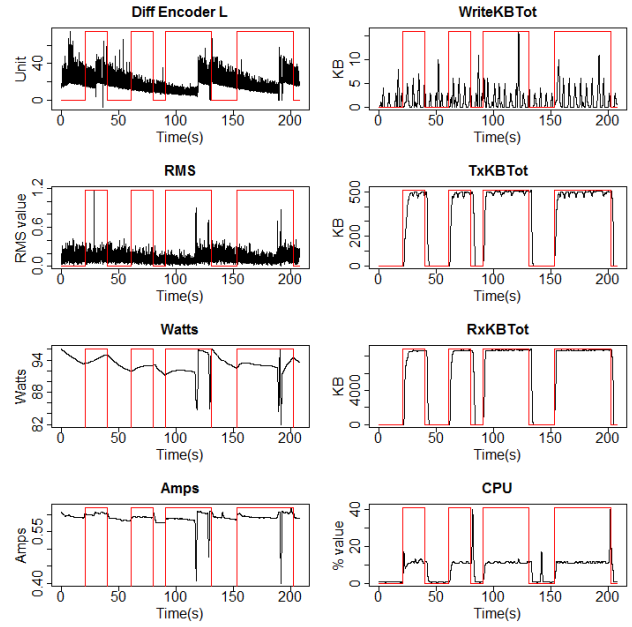 Diff Encoder L
Unit
0 20 40
0 50 100 150 200
Time(s)
WriteKBTot
KB
0 5 10 15
0 50 100 150 200
Time(s)
RMS
RMS value
0.0 0.6 1.2
0 50 100 150 200
Time(s)
TxKBTot
KB
0 200 500
0 50 100 150 200
Time(s)
Watts
Watts
82 88 94
0 50 100 150 200
Time(s)
RxKBTot
KB
0 4000
0 50 100 150 200
Time(s)
Amps
Amps
0.40 0.55
0 50 100 150 200
Time(s)
CPU
% value
0 20 40
0 50 100 150 200
Time(s)